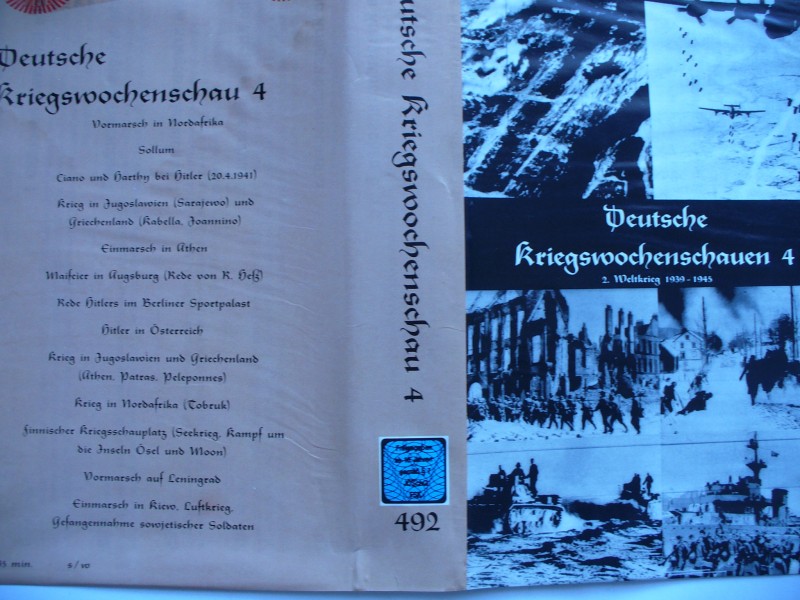 Deutsche
Kriegswochenschau 4
Vormarsch in Nordafrika
Sollum
Ciano und Harthy bei Hitler (20.4.1941)
Krieg in Jugoslawien (Sarajewo) und
Griechenland (Kabella, Joannino)
Einmarsch in Athen
Maifeier in Augsburg (Rede von R. Heß)
Rede Hitlers im Berliner Sportpalast
Hitler in Österreich
Krieg in Jugoslawien und Griechenland
(Athen, Patras, Peleponnes)
Krieg in Nordafrika (Tobruk)
Finnischer Kriegsschauplatz (Seekrieg, Kampf um
die Inseln Ösel und Moon)
Vormarsch auf Leningrad
Einmarsch in Kiew, Luftkrieg,
Gefangennahme sowjetischer Soldaten
min s/w
Deutsche Kriegswochenschau 4
492
Deutsche
Kriegswochenschauen 4
2. Weltkrieg 1939-1945